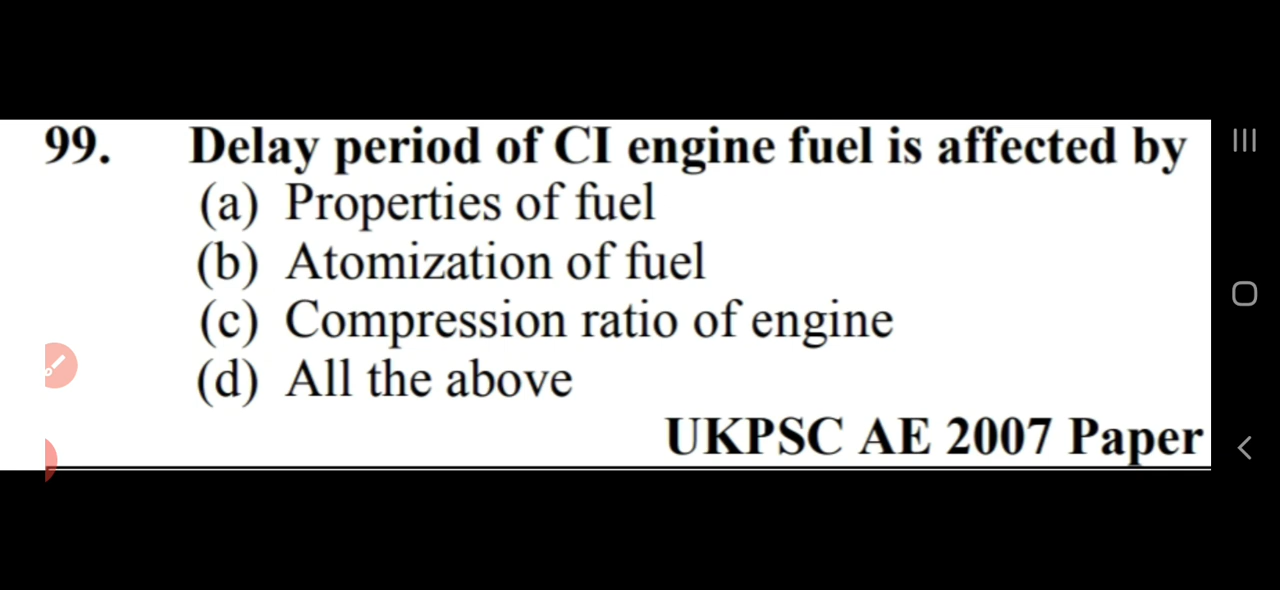 99. Delay period of CI engine fuel is affected by
(a) Properties of fuel
(b) Atomization of fuel
(c) Compression ratio of engine
(d) All the above
UKPSC AE 2007 Paper